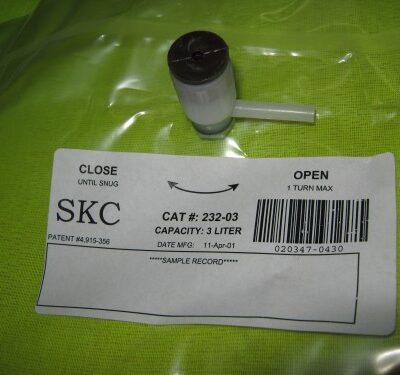 CLOSE
UNTIL SNUG
OPEN
1 TURN MAX
SKC
CAT #: 232-03
CAPACITY: 3 LITER
PATENT #4,915-356
DATE MFG: 11-Apr-01
020347-0430
*****SAMPLE RECORD*****